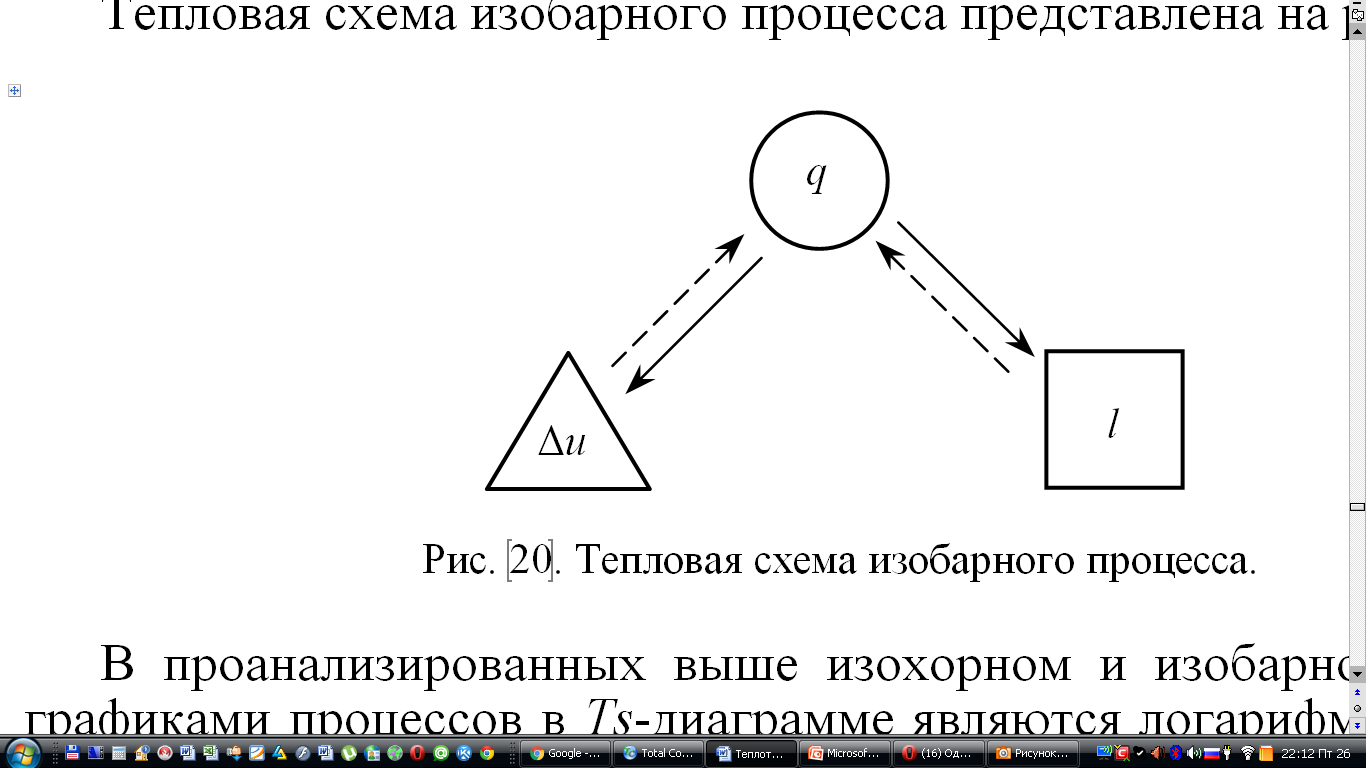 Тепловая схема изобарного процесса представлена на р
q
Δu
l
Рис. [20]. Тепловая схема изобарного процесса.
В проанализированных выше изохорном и изобарно
графиками процессов в Ts-диаграмме являются логарифм
Google -...
Total Co...
Теплот...
Microsof...
(16) Од...
Рисунок...
22:12 Пт 26